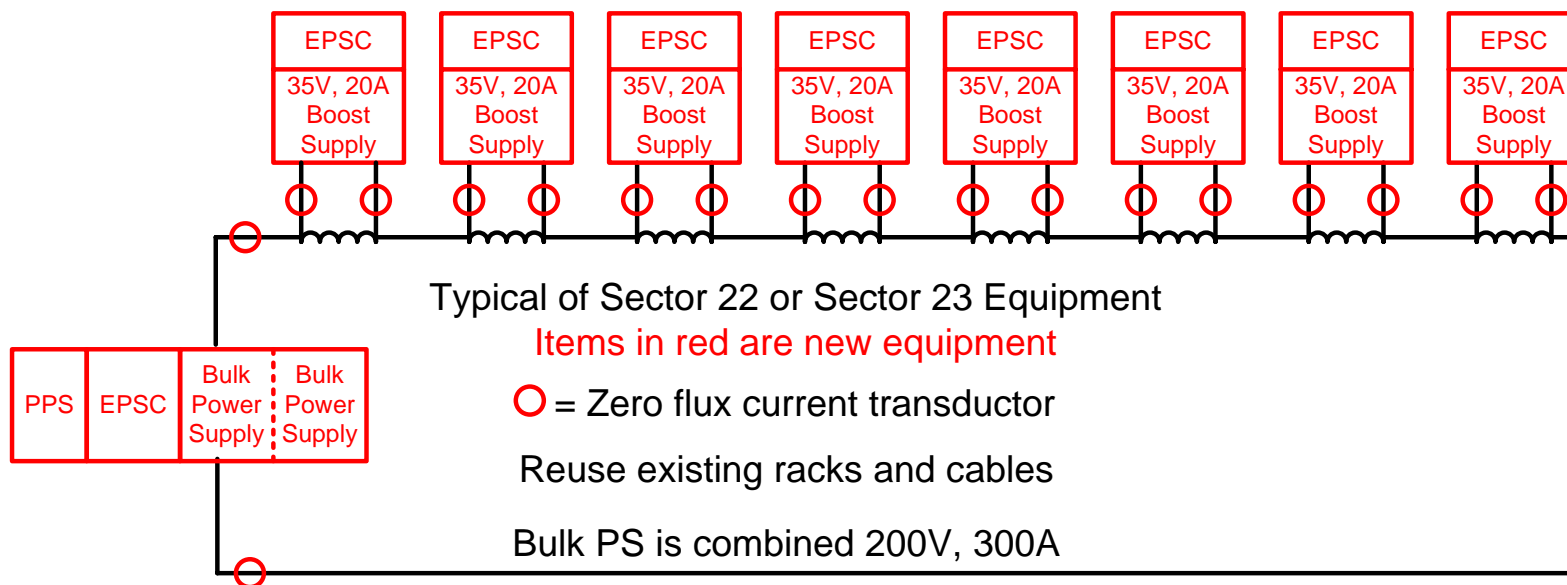 EPSC EPSC EPSC EPSC EPSC EPSC EPSC EPSC
35V, 20A 35V, 20A 35V, 20A 35V, 20A 35V, 20A 35V, 20A 35V, 20A 35V, 20A
Boost Boost Boost Boost Boost Boost Boost Boost
Supply Supply Supply Supply Supply Supply Supply Supply
Typical of Sector 22 or Sector 23 Equipment
Items in red are new equipment
PPS EPSC
Bulk Bulk
Power Power
Supply Supply
= Zero flux current transductor
Reuse existing racks and cables
Bulk PS is combined 200V, 300A